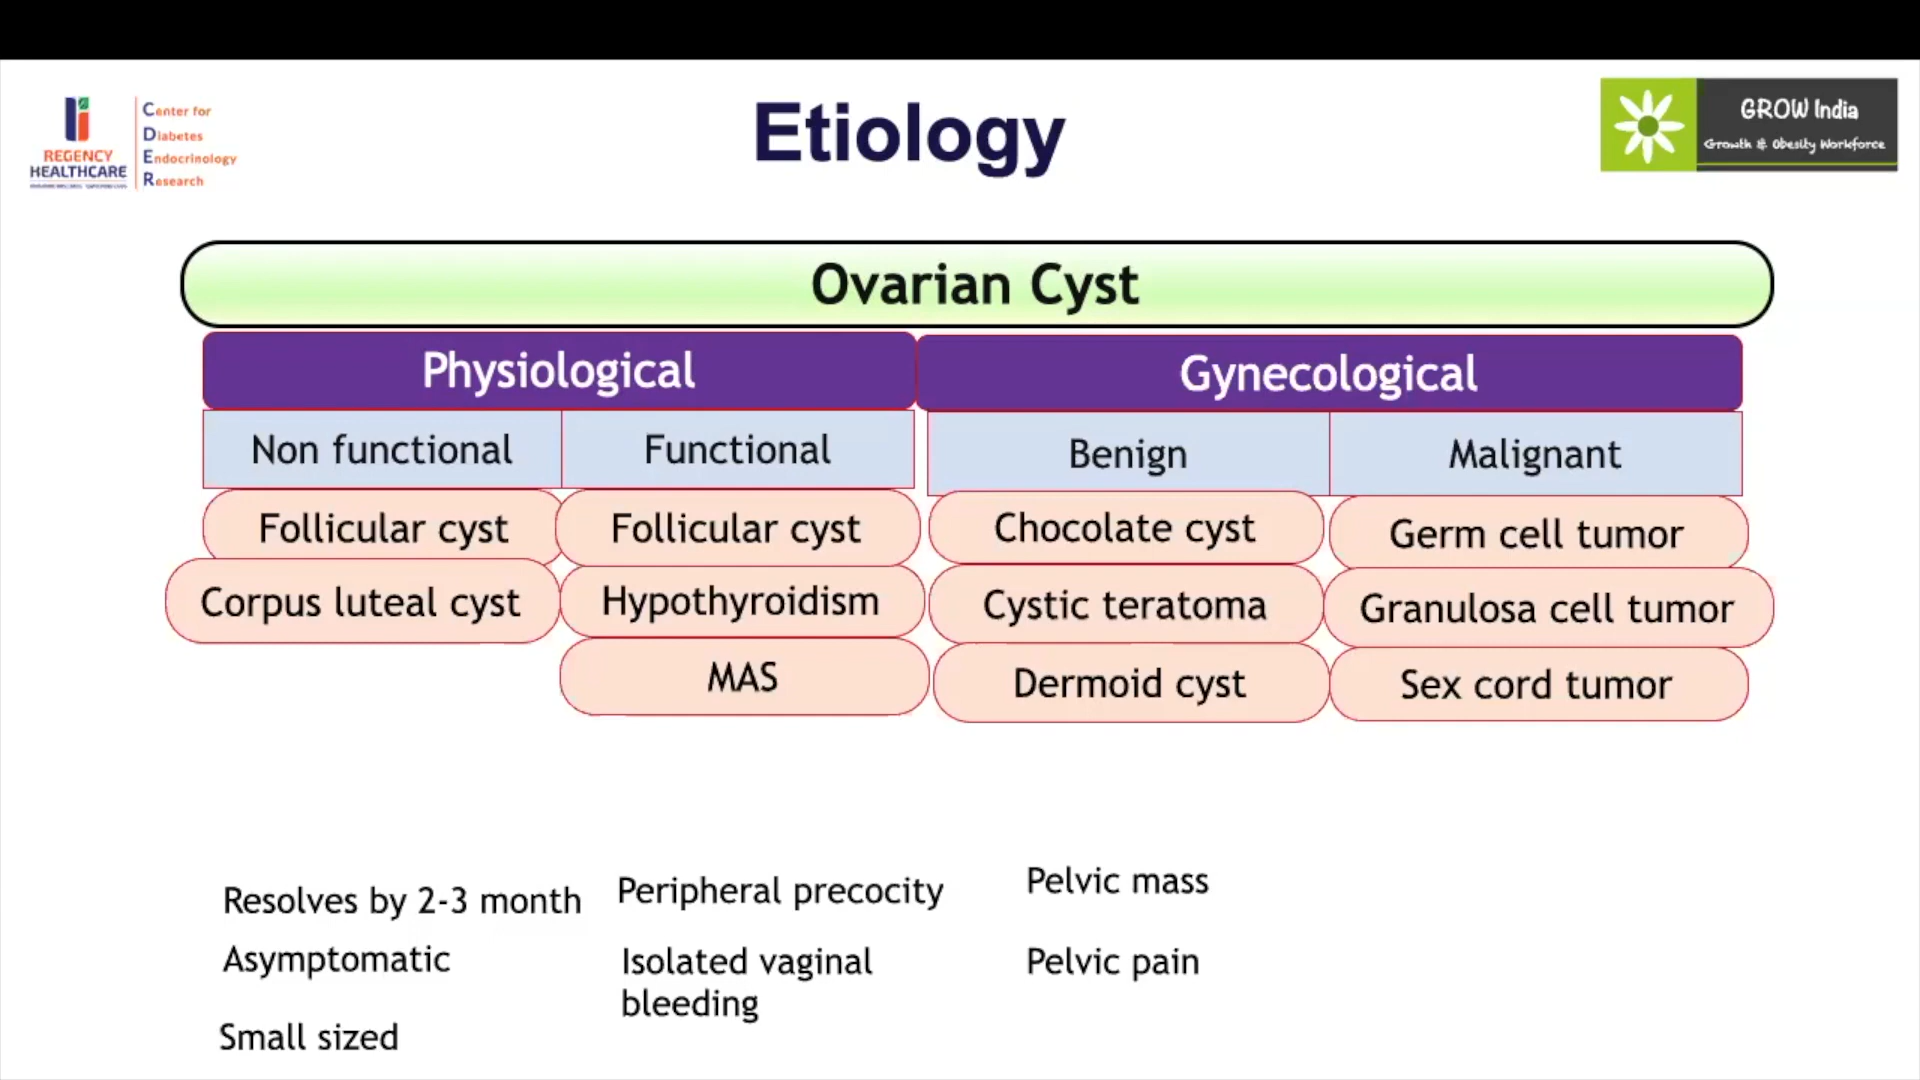 REGENCY
HEALTHCARE
Center for
Diabetes
Endocrinology
Research
Etiology
GROW India
Growth & Obesity Workforce
Ovarian Cyst
Physiological
Gynecological
Non functional
Functional
Benign
Malignant
Follicular cyst
Follicular cyst
Chocolate cyst
Germ cell tumor
Corpus luteal cyst
Hypothyroidism
Cystic teratoma
Granulosa cell tumor
MAS
Dermoid cyst
Sex cord tumor
Resolves by 2-3 month
Peripheral precocity
Pelvic mass
Asymptomatic
Isolated vaginal
bleeding
Pelvic pain
Small sized